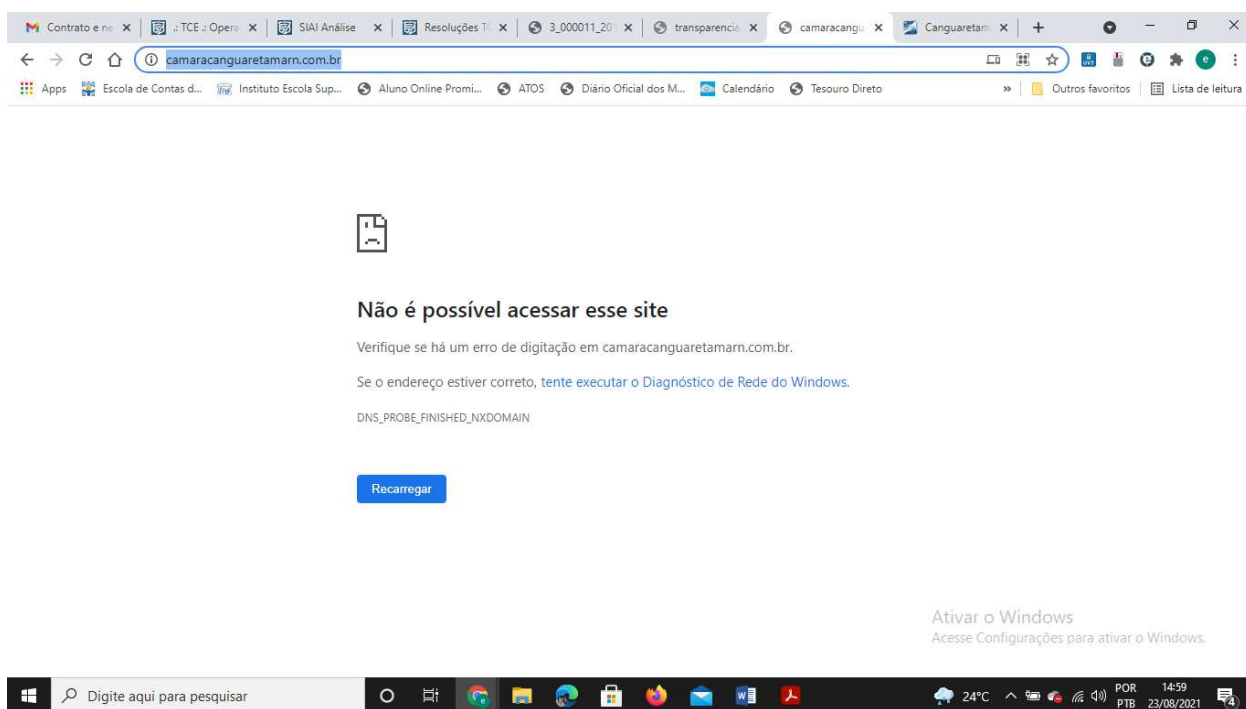 Contrato e ne
.: TCE .: Opera
SIAI Análise
Resoluções TC
3_000011_201
transparencia
camaracangu
Canguaretam
camaracanguaretamarn.com.br
Apps
Escola de Contas d...
Instituto Escola Sup...
Aluno Online Promi...
ATOS
Diário Oficial dos M...
Calendário
Tesouro Direto
»
Outros favoritos
Lista de leitura
Não é possível acessar esse site
Verifique se há um erro de digitação em camaracanguaretamarn.com.br.
Se o endereço estiver correto, tente executar o Diagnóstico de Rede do Windows.
DNS_PROBE_FINISHED_NXDOMAIN
Recarregar
Ativar o Windows
Acesse Configurações para ativar o Windows.
Digite aqui para pesquisar
24°C
POR
PTB
14:59
23/08/2021
4